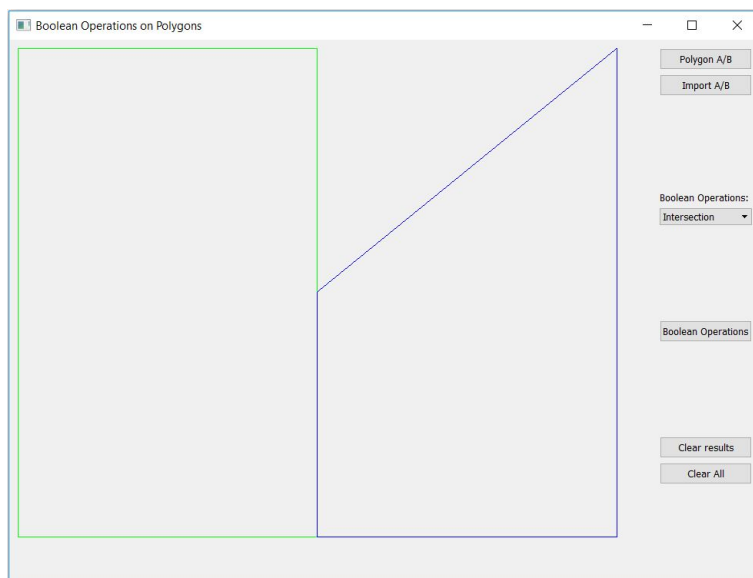 Boolean Operations on Polygons
Polygon A/B
Import A/B
Boolean Operations:
Intersection
Boolean Operations
Clear results
Clear All